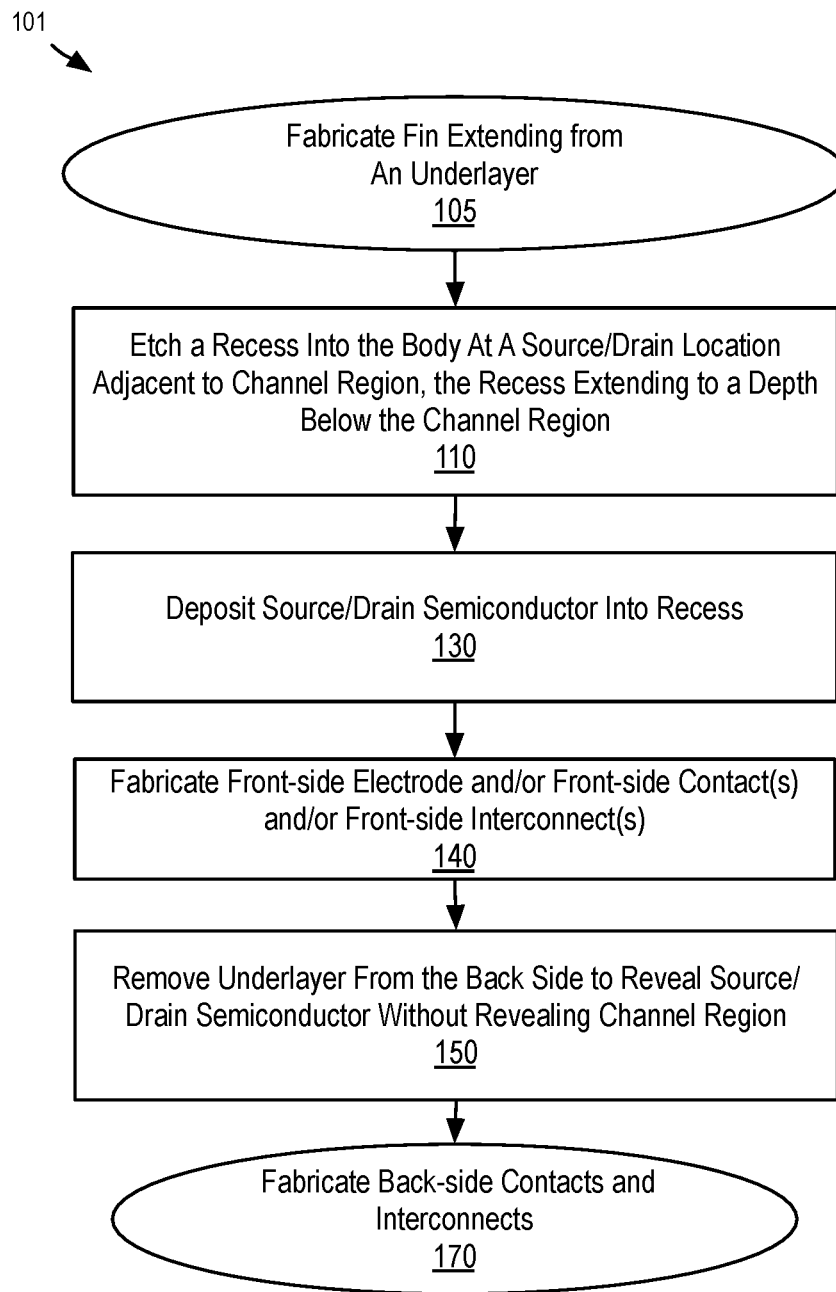 101
Fabricate Fin Extending from
An Underlayer
105
Etch a Recess Into the Body At A Source/Drain Location
Adjacent to Channel Region, the Recess Extending to a Depth
Below the Channel Region
110
Deposit Source/Drain Semiconductor Into Recess
130
Fabricate Front-side Electrode and/or Front-side Contact(s)
and/or Front-side Interconnect(s)
140
Remove Underlayer From the Back Side to Reveal Source/
Drain Semiconductor Without Revealing Channel Region
150
Fabricate Back-side Contacts and
Interconnects
170